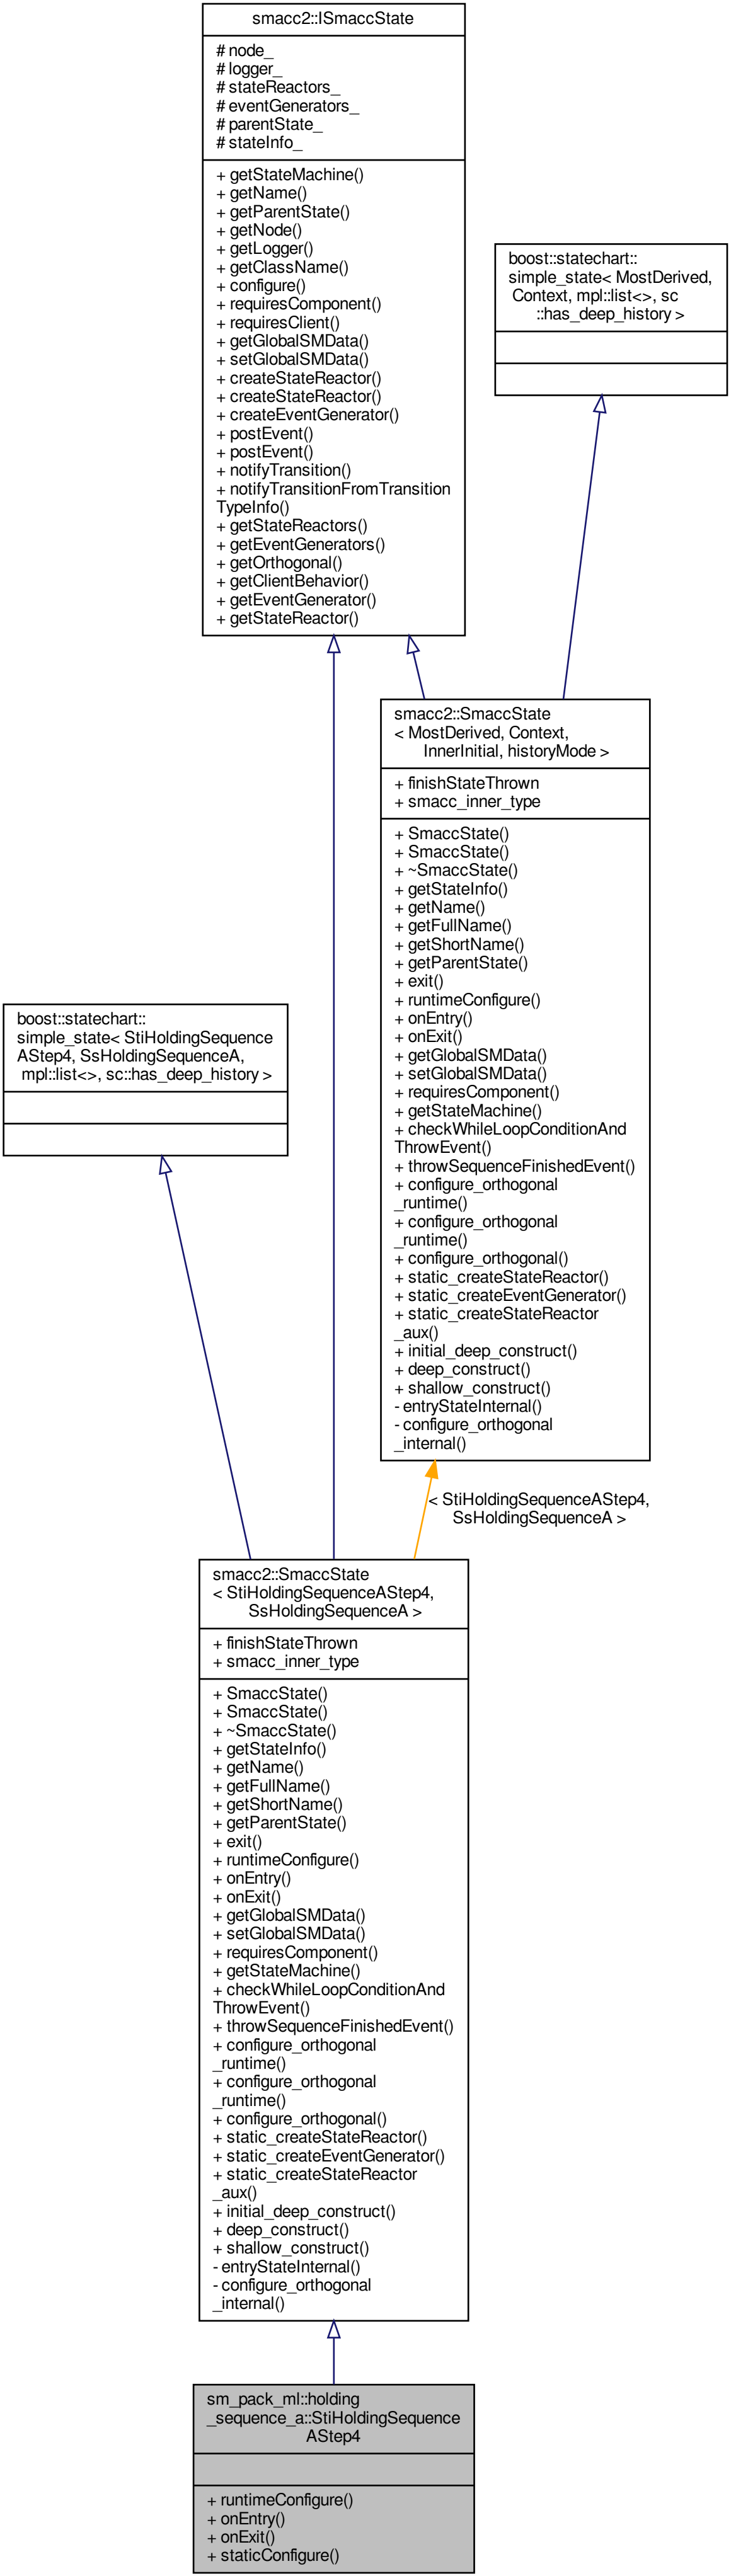 smacc2::ISmaccState
# node_
# logger_
# stateReactors_
# eventGenerators_
# parentState_
# stateInfo_
+ getStateMachine()
+ getName()
+ getParentState()
+ getNode()
+ getLogger()
+ getClassName()
+ configure()
+ requiresComponent()
+ requiresClient()
+ getGlobalSMData()
+ setGlobalSMData()
+ createStateReactor()
+ createStateReactor()
+ createEventGenerator()
+ postEvent()
+ postEvent()
+ notifyTransition()
+ notifyTransitionFromTransition
TypeInfo()
+ getStateReactors()
+ getEventGenerators()
+ getOrthogonal()
+ getClientBehavior()
+ getEventGenerator()
+ getStateReactor()
boost::statechart::
simple_state< MostDerived,
Context, mpl::list<>, sc
::has_deep_history >
smacc2::SmaccState
< MostDerived, Context,
InnerInitial, historyMode >
+ finishStateThrown
+ smacc_inner_type
+ SmaccState()
+ SmaccState()
+ ~SmaccState()
+ getStateInfo()
+ getName()
+ getFullName()
+ getShortName()
+ getParentState()
+ exit()
+ runtimeConfigure()
+ onEntry()
+ onExit()
+ getGlobalSMData()
+ setGlobalSMData()
+ requiresComponent()
+ getStateMachine()
+ checkWhileLoopConditionAnd
ThrowEvent()
+ throwSequenceFinishedEvent()
+ configure_orthogonal
_runtime()
+ configure_orthogonal
_runtime()
+ configure_orthogonal()
+ static_createStateReactor()
+ static_createEventGenerator()
+ static_createStateReactor
_aux()
+ initial_deep_construct()
+ deep_construct()
+ shallow_construct()
- entryStateInternal()
- configure_orthogonal
_internal()
boost::statechart::
simple_state< StiHoldingSequence
AStep4, SsHoldingSequenceA,
mpl::list<>, sc::has_deep_history >
< StiHoldingSequenceAStep4,
SsHoldingSequenceA >
smacc2::SmaccState
< StiHoldingSequenceAStep4,
SsHoldingSequenceA >
+ finishStateThrown
+ smacc_inner_type
+ SmaccState()
+ SmaccState()
+ ~SmaccState()
+ getStateInfo()
+ getName()
+ getFullName()
+ getShortName()
+ getParentState()
+ exit()
+ runtimeConfigure()
+ onEntry()
+ onExit()
+ getGlobalSMData()
+ setGlobalSMData()
+ requiresComponent()
+ getStateMachine()
+ checkWhileLoopConditionAnd
ThrowEvent()
+ throwSequenceFinishedEvent()
+ configure_orthogonal
_runtime()
+ configure_orthogonal
_runtime()
+ configure_orthogonal()
+ static_createStateReactor()
+ static_createEventGenerator()
+ static_createStateReactor
_aux()
+ initial_deep_construct()
+ deep_construct()
+ shallow_construct()
- entryStateInternal()
- configure_orthogonal
_internal()
sm_pack_ml::holding
_sequence_a::StiHoldingSequence
AStep4
+ runtimeConfigure()
+ onEntry()
+ onExit()
+ staticConfigure()